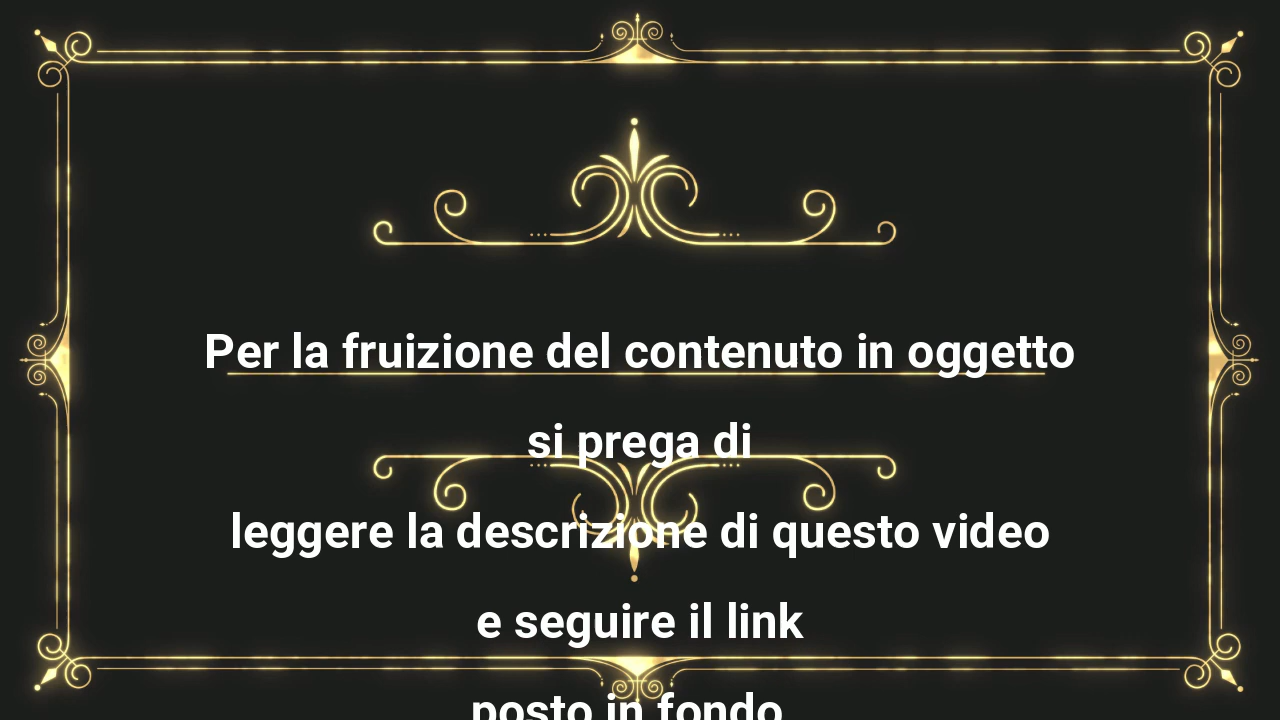 Per la fruizione del contenuto in oggetto
si prega di
leggere la descrizione di questo video
e seguire il link
posto in fondo